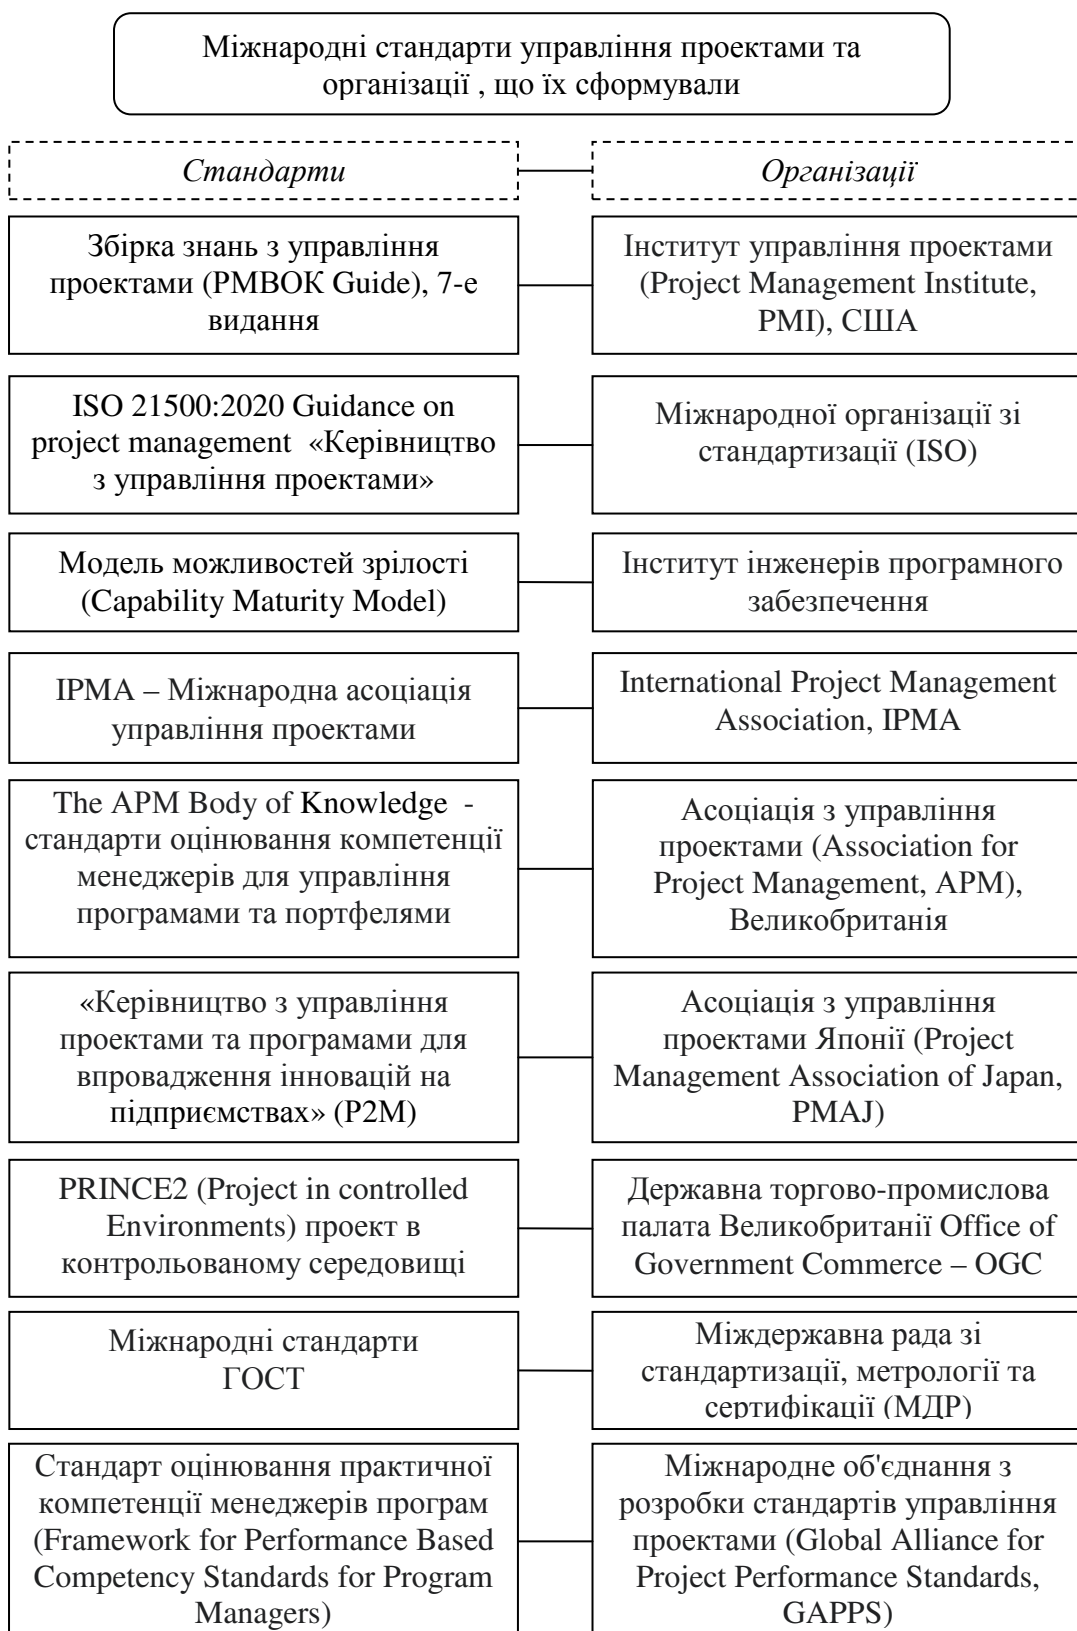 Міжнародні стандарти управління проектами та
організації , що їх сформували
Стандарти
Організації
Збірка знань з управління
проектами (PMBOK Guide), 7-е
видання
Інститут управління проектами
(Project Management Institute,
PMI), США
ISO 21500:2020 Guidance on
project management «Керівництво
з управління проектами»
Міжнародної організації зі
стандартизації (ISO)
Модель можливостей зрілості
(Capability Maturity Model)
Інститут інженерів програмного
забезпечення
IPMA – Міжнародна асоціація
управління проектами
International Project Management
Association, IPMA
The APM Body of Knowledge -
стандарти оцінювання компетенції
менеджерів для управління
програмами та портфелями
Асоціація з управління
проектами (Association for
Project Management, APM),
Великобританія
«Керівництво з управління
проектами та програмами для
впровадження інновацій на
підприємствах» (P2M)
Асоціація з управління
проектами Японії (Project
Management Association of Japan,
PMAJ)
PRINCE2 (Project in controlled
Environments) проект в
контрольованому середовищі
Державна торгово-промислова
палата Великобританії Office of
Government Commerce – OGC
Міжнародні стандарти
ГОСТ
Міждержавна рада зі
стандартизації, метрології та
сертифікації (МДР)
Стандарт оцінювання практичної
компетенції менеджерів програм
(Framework for Performance Based
Competency Standards for Program
Managers)
Міжнародне об'єднання з
розробки стандартів управління
проектами (Global Alliance for
Project Performance Standards,
GAPPS)